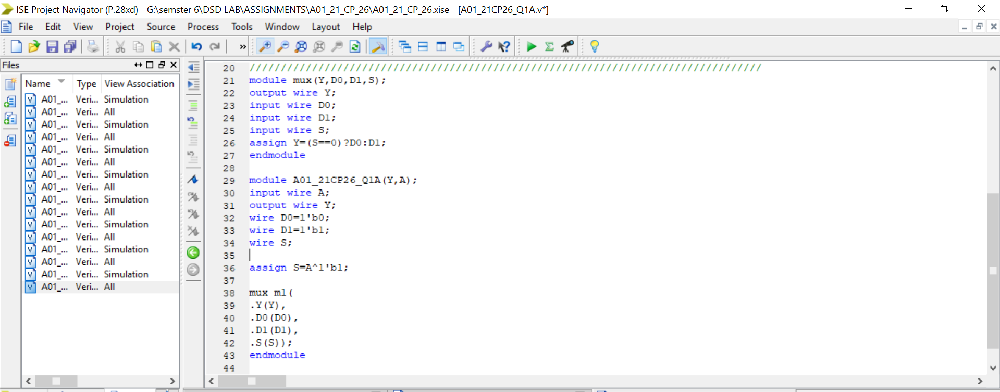 ISE Project Navigator (P.28xd) - G:\semster 6\DSD LAB\ASSIGNMENTS\A01_21_CP_26\A01_21_CP_26.xise - [A01_21CP26_Q1A.v*]
File Edit View Project Source Process Tools Window Layout Help
»
Files
Name Type View Association
A01_... Veri... Simulation
A01_... Veri... All
A01_... Veri... Simulation
A01_... Veri... All
A01_... Veri... Simulation
A01_... Veri... All
A01_... Veri... Simulation
A01_... Veri... All
A01_... Veri... Simulation
A01_... Veri... All
A01_... Veri... Simulation
A01_... Veri... All
A01_... Veri... Simulation
A01_... Veri... All
A01_... Veri... Simulation
A01_... Veri... All
20 //////////////////////////////////////////////////////////////////////////////////
21 module mux(Y,D0,D1,S);
22 output wire Y;
23 input wire D0;
24 input wire D1;
25 input wire S;
26 assign Y=(S==0)?D0:D1;
27 endmodule
28
29 module A01_21CP26_Q1A(Y,A);
30 input wire A;
31 output wire Y;
32 wire D0=1'b0;
33 wire D1=1'b1;
34 wire S;
35
36 assign S=A^1'b1;
37
38 mux m1(
39 .Y(Y),
40 .D0(D0),
41 .D1(D1),
42 .S(S));
43 endmodule
44